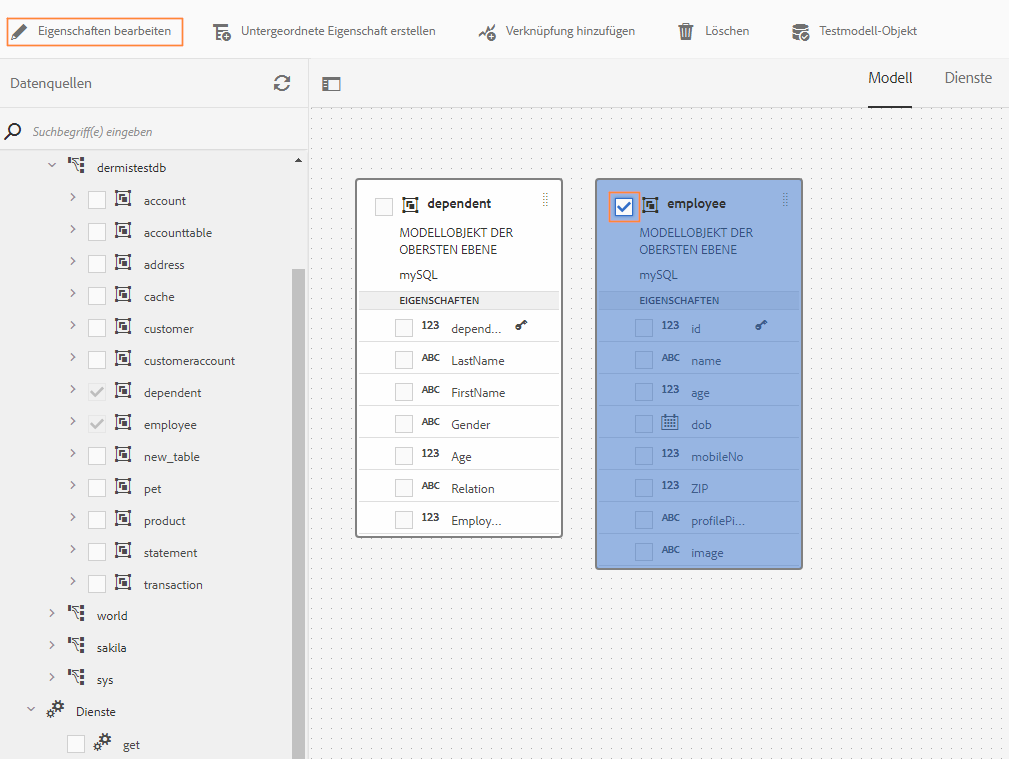 Eigenschaften bearbeiten
Untergeordnete Eigenschaft erstellen
Verknüpfung hinzufügen
Löschen
Testmodell-Objekt
Datenquellen
Modell
Dienste
Suchbegriff(e) eingeben
dermistestdb
account
accounttable
address
cache
customer
customeraccount
dependent
employee
new_table
pet
product
statement
transaction
world
sakila
sys
Dienste
get
dependent
MODELLOBJEKT DER
OBERSTEN EBENE
mySQL
EIGENSCHAFTEN
123 depend...
ABC LastName
ABC FirstName
ABC Gender
123 Age
ABC Relation
123 Employ...
employee
MODELLOBJEKT DER
OBERSTEN EBENE
mySQL
EIGENSCHAFTEN
123 id
ABC name
123 age
dob
123 mobileNo
123 ZIP
ABC profilePi...
ABC image